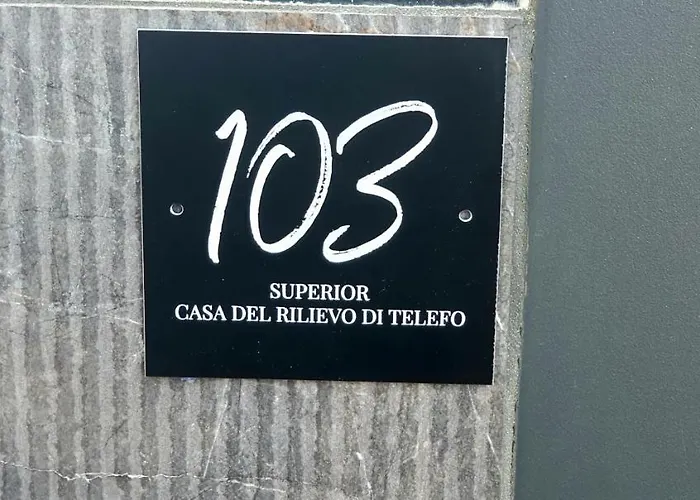 103
SUPERIOR
CASA DEL RILIEVO DI TELEFO